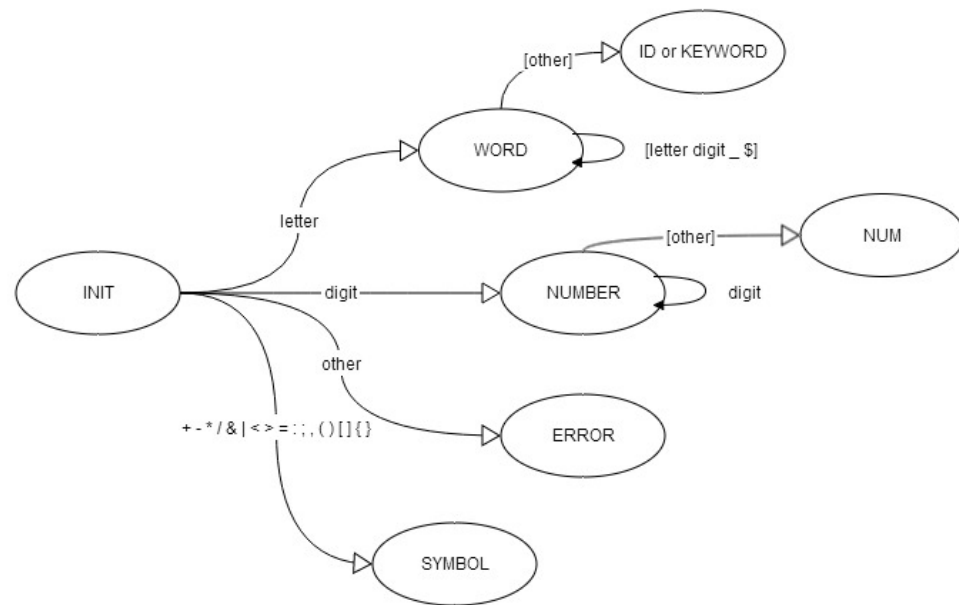 ID or KEYWORD
[other]
WORD
[letter digit _ $]
letter
[other]
NUM
INIT
digit
NUMBER
digit
other
+ - * / & | < > = : ; , ( ) [ ] { }
ERROR
SYMBOL